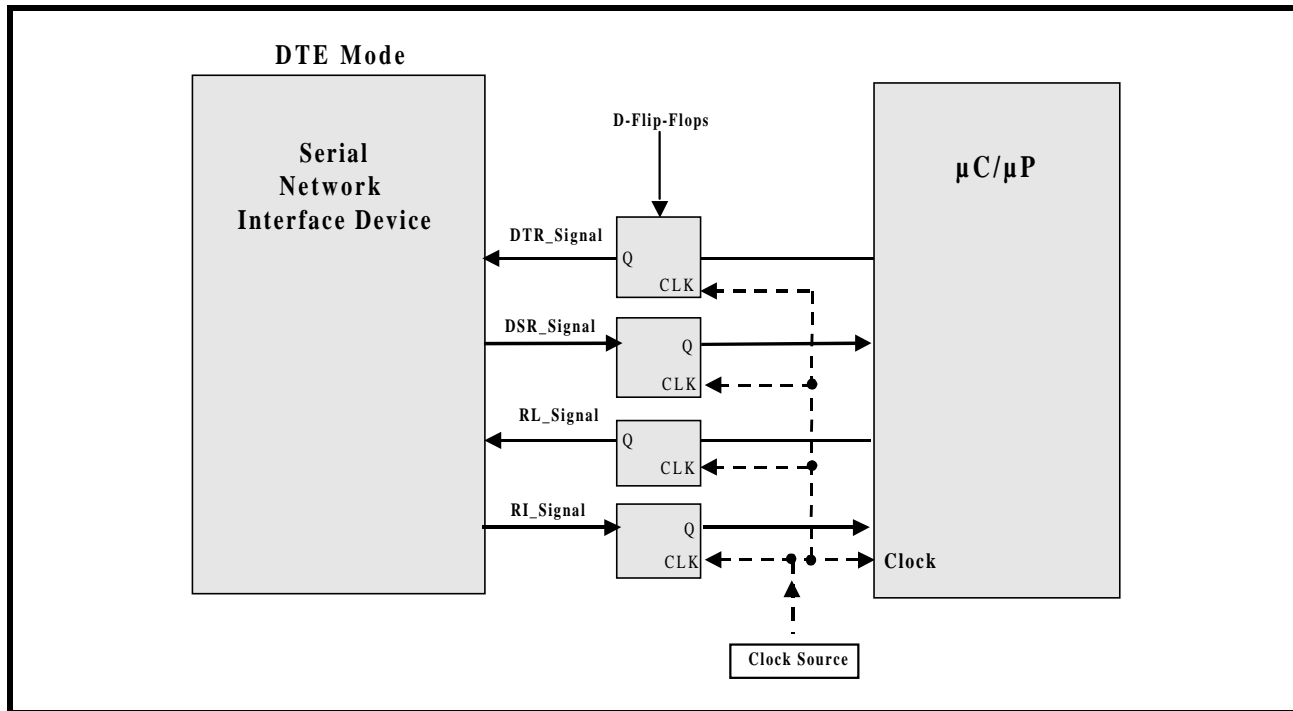 DTE Mode
Serial
Network
Interface Device
D-Flip-Flops
µC/µP
DTR_Signal
Q
CLK
DSR_Signal
Q
CLK
RL_Signal
Q
CLK
RI_Signal
Q
CLK
Clock
Clock Source